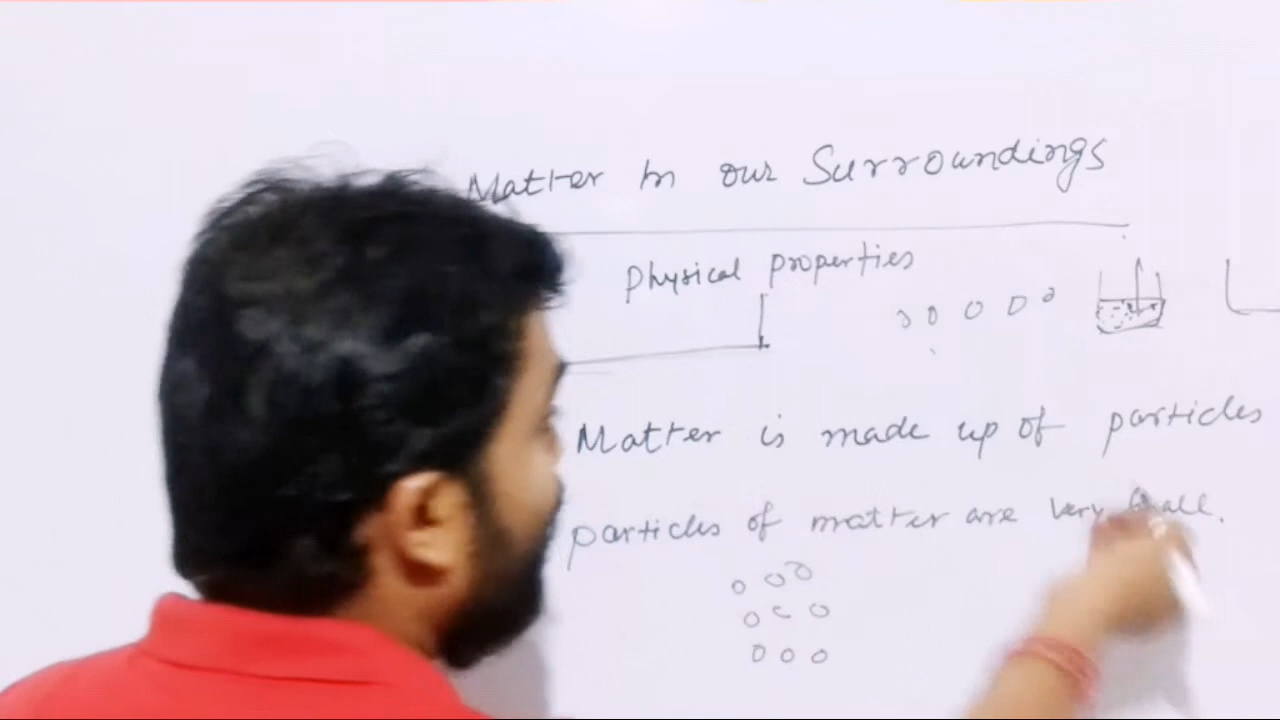 Matter In our Surroundings
Physical properties
Matter is made up of particles
particles of matter are very small.